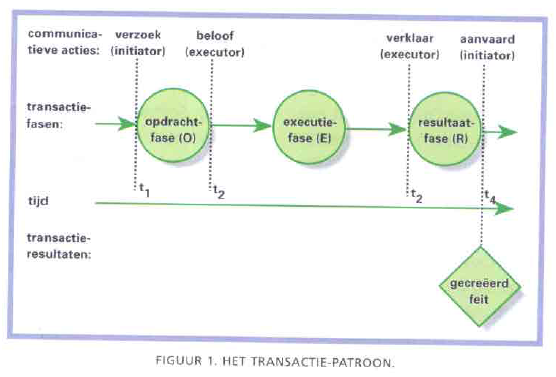 communica-
tieve acties:
verzoek
(initiator)
beloof
(executor)
verklaar
(executor)
aanvaard
(initiator)
transactie-
fasen:
opdracht-
fase (O)
executie-
fase (E)
resultaat-
fase (R)
t1
t2
t2
t4
tijd
transactie-
resultaten:
gecreëerd
feit
FIGUUR 1. HET TRANSACTIE-PATROON.